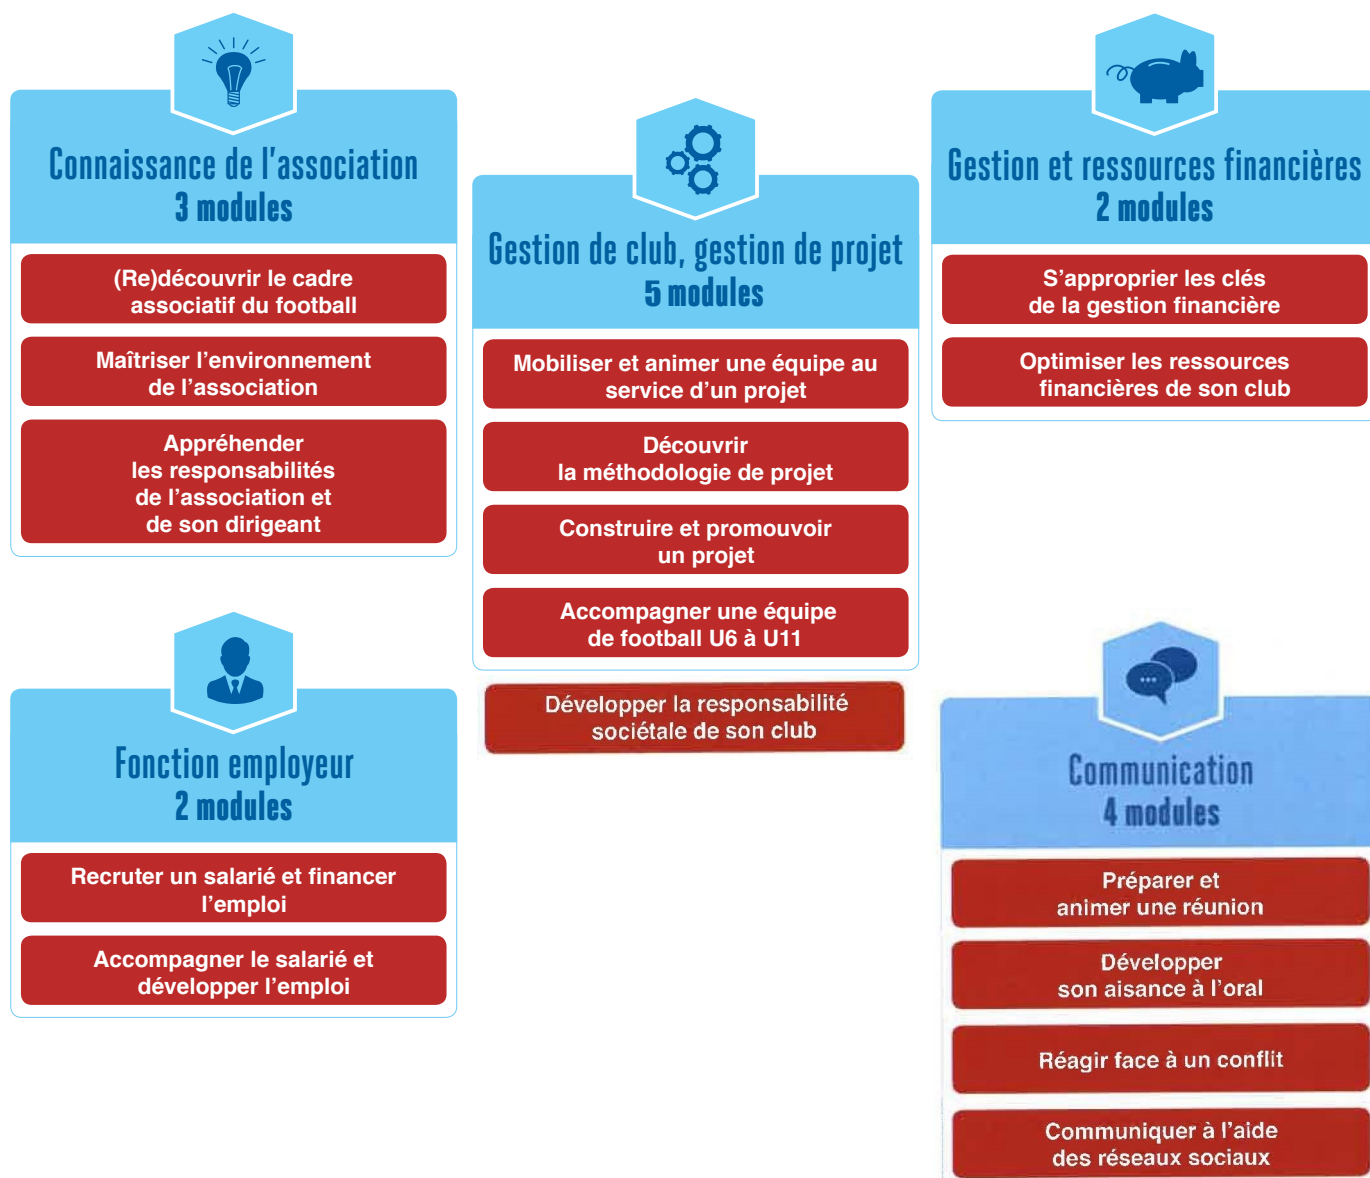 Connaissance de l'association
3 modules
(Re)découvrir le cadre
associatif du football
Maîtriser l'environnement
de l'association
Appréhender
les responsabilités
de l'association et
de son dirigeant
Fonction employeur
2 modules
Recruter un salarié et financer
l'emploi
Accompagner le salarié et
développer l'emploi
Gestion de club, gestion de projet
5 modules
Mobiliser et animer une équipe au
service d'un projet
Découvrir
la méthodologie de projet
Construire et promouvoir
un projet
Accompagner une équipe
de football U6 à U11
Développer la responsabilité
sociétale de son club
Gestion et ressources financières
2 modules
S'approprier les clés
de la gestion financière
Optimiser les ressources
financières de son club
Communication
4 modules
Préparer et
animer une réunion
Développer
son aisance à l'oral
Réagir face à un conflit
Communiquer à l'aide
des réseaux sociaux